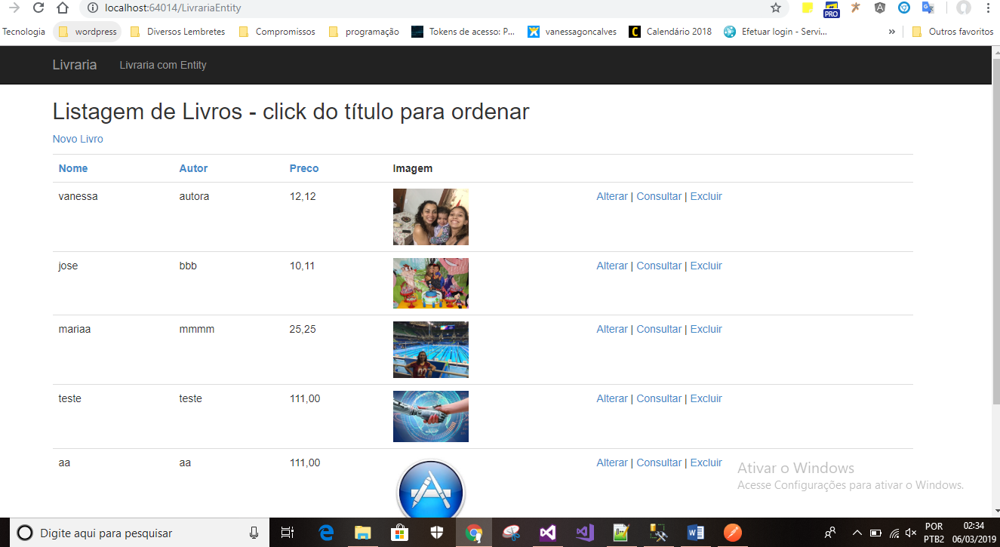 localhost:64014/LivrariaEntity
PRO
Tecnologia wordpress Diversos Lembretes Compromissos programação Tokens de acesso: P... vanessagoncalves Calendário 2018 Efetuar login - Servi... » Outros favoritos
Livraria Livraria com Entity
Listagem de Livros - click do título para ordenar
Novo Livro
Nome Autor Preco Imagem
vanessa autora 12,12 Alterar | Consultar | Excluir
jose bbb 10,11 Alterar | Consultar | Excluir
mariaa mmmm 25,25 Alterar | Consultar | Excluir
teste teste 111,00 Alterar | Consultar | Excluir
aa aa 111,00 Alterar | Consultar | Excluir
Ativar o Windows
Acesse Configurações para ativar o Windows.
Digite aqui para pesquisar
POR 02:34
PTB2 06/03/2019